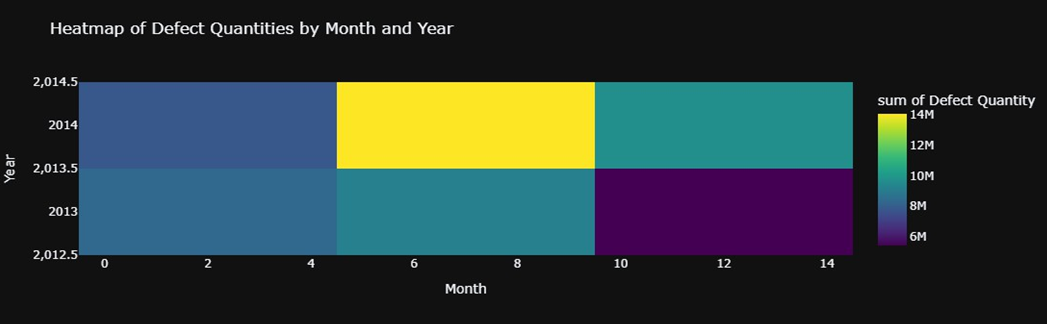 Heatmap of Defect Quantities by Month and Year
sum of Defect Quantity
2,014.5
2014
2,013.5
2013
2,012.5
Year
0 2 4 6 8 10 12 14
Month
14M
12M
10M
8M
6M